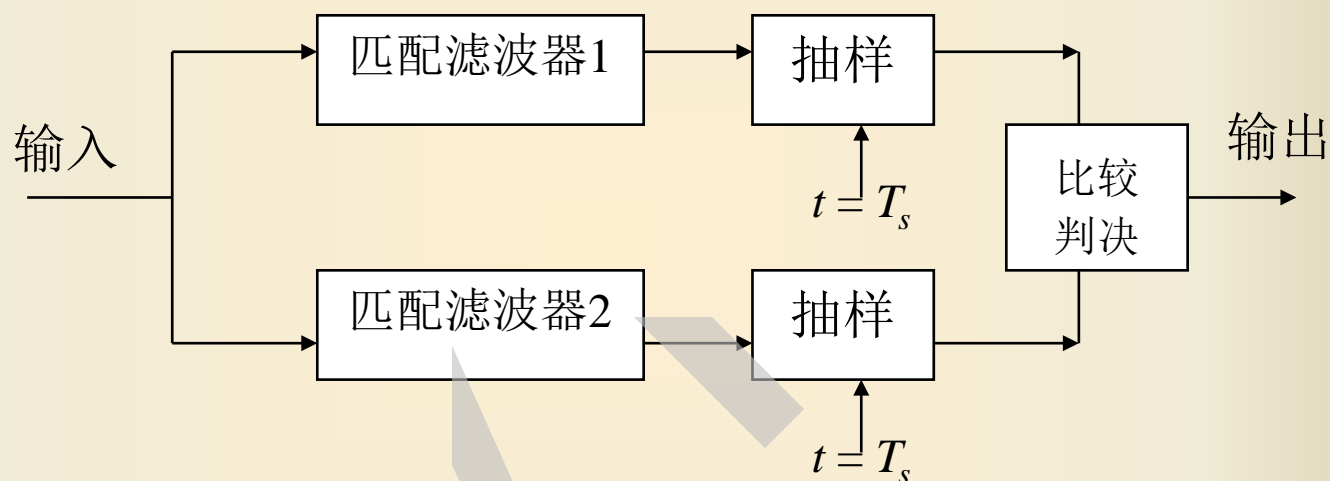 匹配滤波器1
抽样
输入
输出
t = Ts
比较
判决
匹配滤波器2
抽样
t = Ts